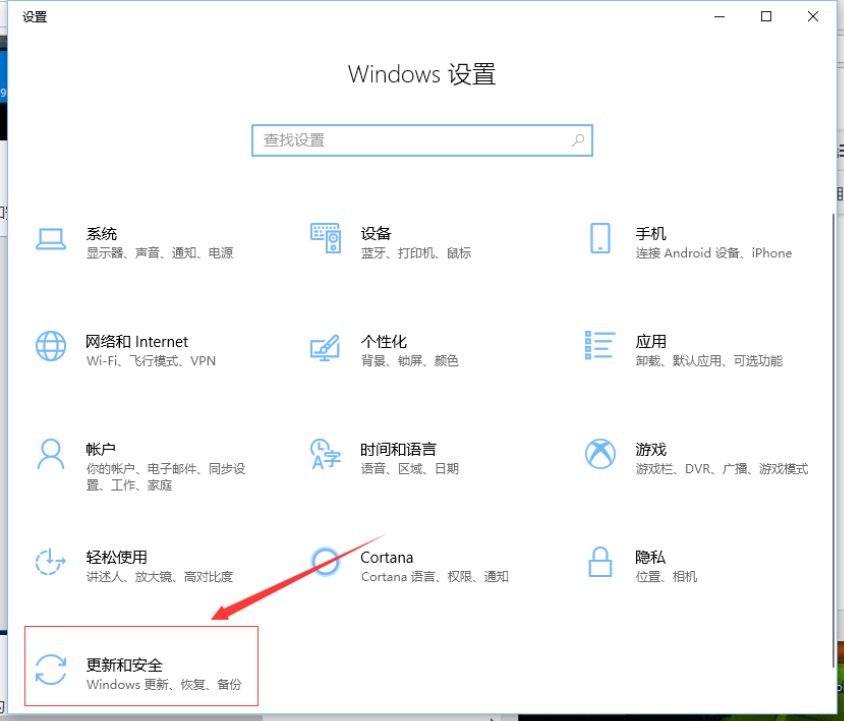 设置
Windows 设置
查找设置
系统
显示器、声音、通知、电源
设备
蓝牙、打印机、鼠标
手机
连接 Android 设备、iPhone
网络和 Internet
Wi-Fi、飞行模式、VPN
个性化
背景、锁屏、颜色
应用
卸载、默认应用、可选功能
帐户
你的帐户、电子邮件、同步设
置、工作、家庭
时间和语言
语音、区域、日期
游戏
游戏栏、DVR、广播、游戏模式
轻松使用
讲述人、放大镜、高对比度
Cortana
Cortana 语言、权限、通知
隐私
位置、相机
更新和安全
Windows 更新、恢复、备份